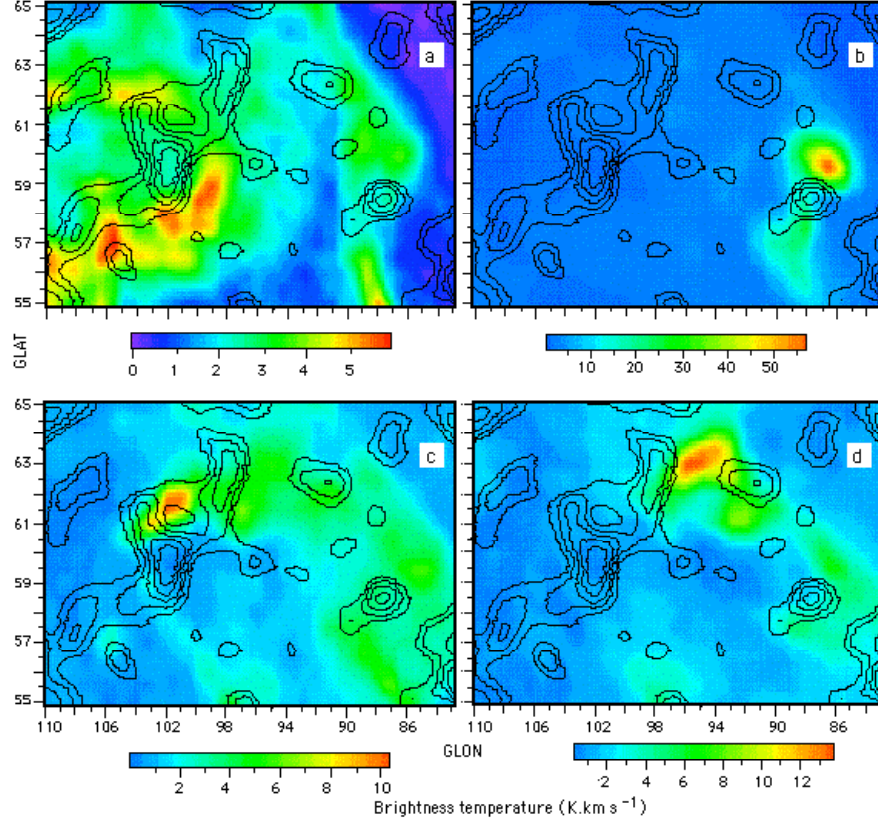 65
a
b
63
61
59
57
55
GLAT
0 1 2 3 4 5
10 20 30 40 50
65
c
d
63
61
59
57
55
110 106 102 98 94 90 86
110 106 102 98 94 90 86
GLON
2 4 6 8 10
2 4 6 8 10 12
Brightness temperature (K.km s⁻¹)